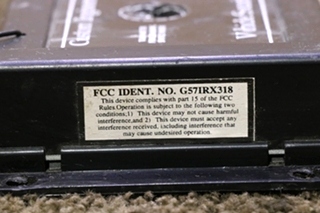 FCC IDENT. NO. G57IRX318
This device complies with part 15 of the FCC
Rules.Operation is subject to the following two
conditions;1) This device may not cause harmful
interference,and 2) This device must accept any
interference received, including interference that
may cause undesired operation.